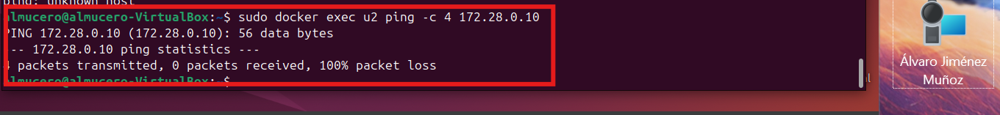 ping: unknown host
almucero@almucero-VirtualBox:~$ sudo docker exec u2 ping -c 4 172.28.0.10
PING 172.28.0.10 (172.28.0.10): 56 data bytes
--- 172.28.0.10 ping statistics ---
4 packets transmitted, 0 packets received, 100% packet loss
almucero@almucero-VirtualBox:~$
Álvaro Jiménez
Muñoz